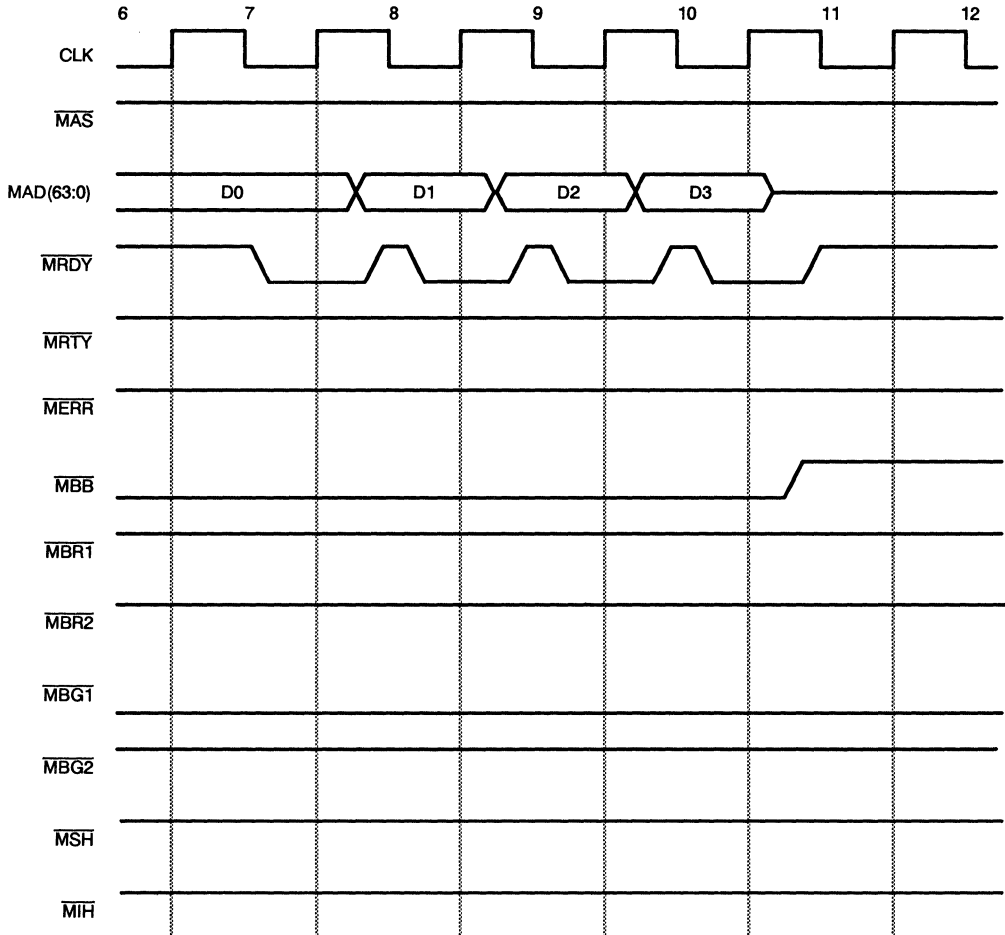 6 7 8 9 10 11 12
CLK
MAS
MAD(63:0) D0 D1 D2 D3
MRDY
MRTY
MERR
MBB
MBR1
MBR2
MBG1
MBG2
MSH
MIH